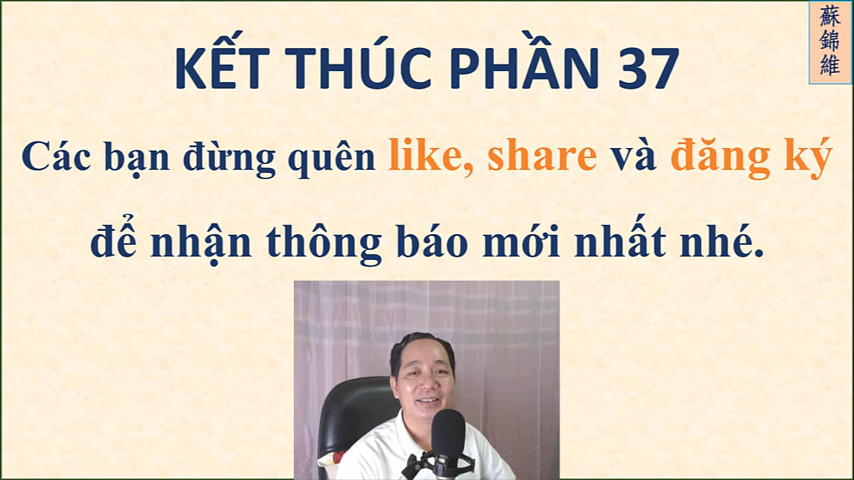 KẾT THÚC PHẦN 37
蘇錦維
Các bạn đừng quên like, share và đăng ký
để nhận thông báo mới nhất nhé.